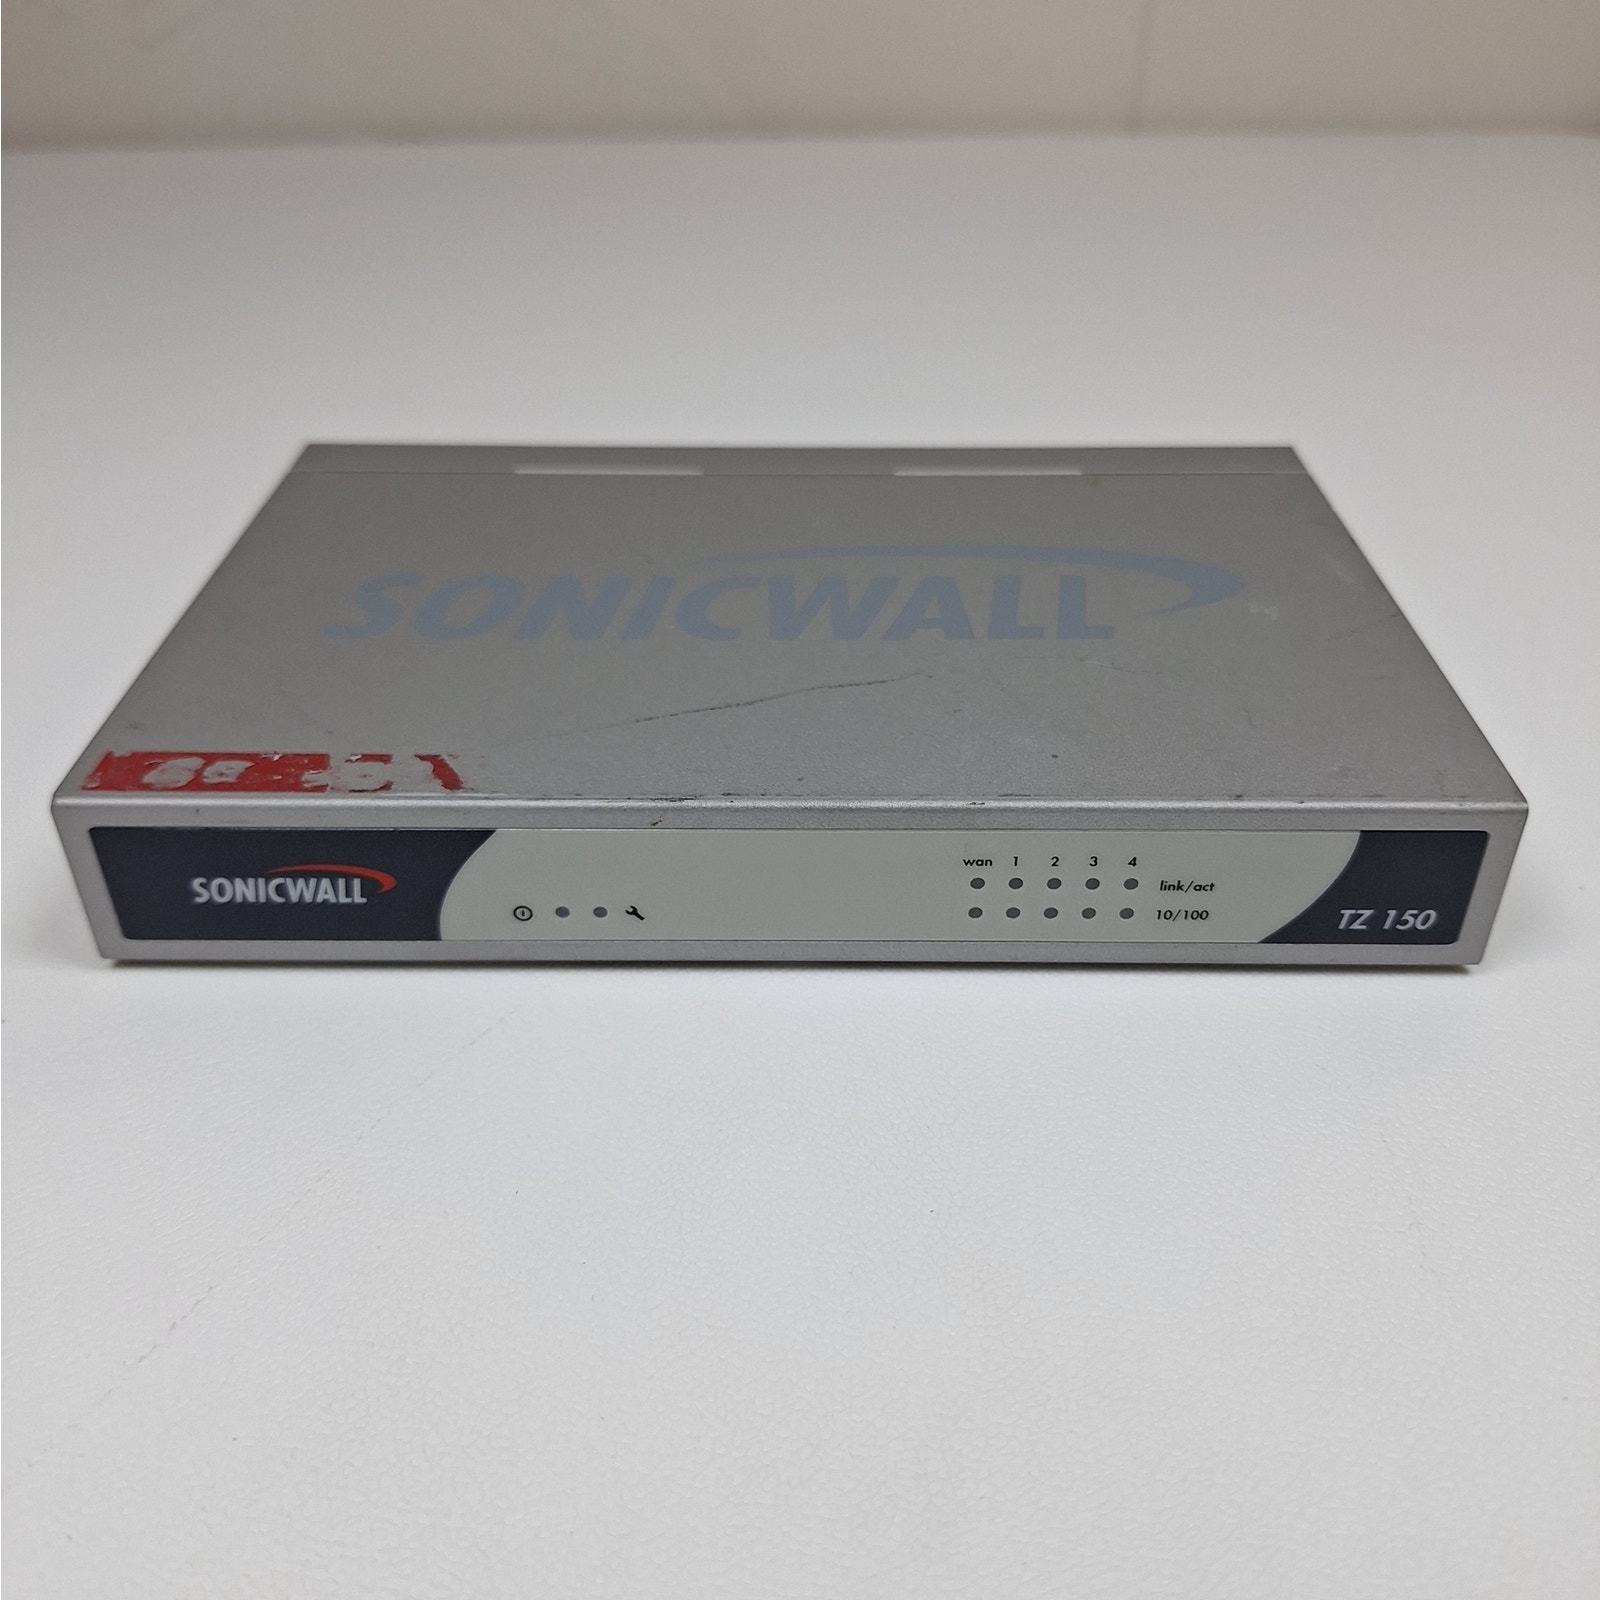 SONICWALL
SONICWALL
wan 1 2 3 4
link/act
10/100
TZ 150